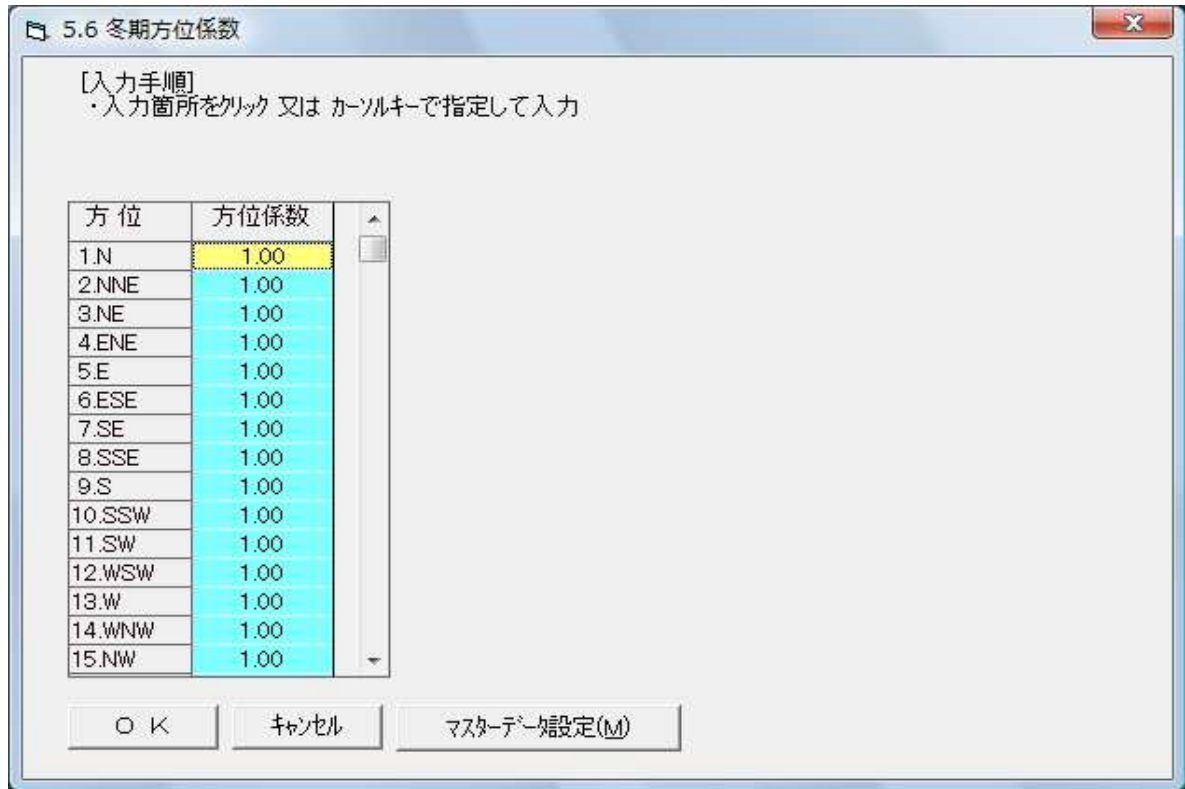 5.6 冬期方位係数
[入力手順]
・入力箇所をクリック 又は カーソルキーで指定して入力
方 位 方位係数
1.N 1.00
2.NNE 1.00
3.NE 1.00
4.ENE 1.00
5.E 1.00
6.ESE 1.00
7.SE 1.00
8.SSE 1.00
9.S 1.00
10.SSW 1.00
11.SW 1.00
12.WSW 1.00
13.W 1.00
14.WNW 1.00
15.NW 1.00
ＯＫ キャンセル マスターデータ設定(M)